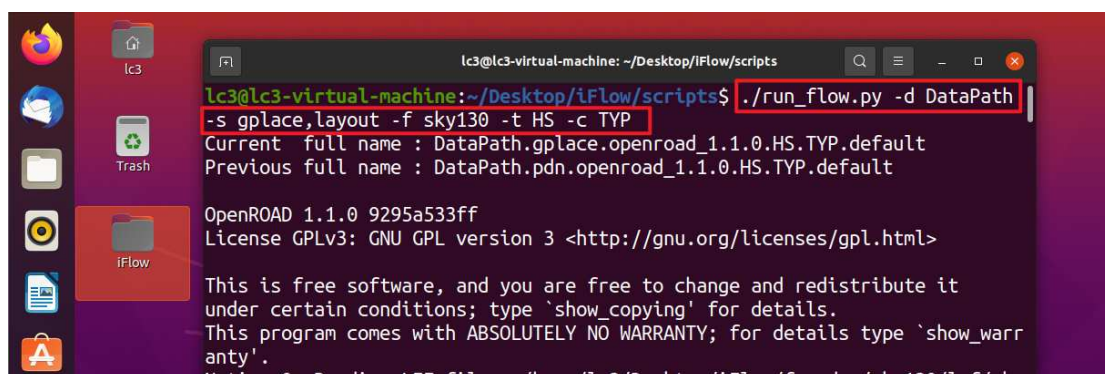 lc3
Trash
iFlow
lc3@lc3-virtual-machine: ~/Desktop/iFlow/scripts
lc3@lc3-virtual-machine:~/Desktop/iFlow/scripts$ ./run_flow.py -d DataPath
-s gplace,layout -f sky130 -t HS -c TYP
Current  full name : DataPath.gplace.openroad_1.1.0.HS.TYP.default
Previous full name : DataPath.pdn.openroad_1.1.0.HS.TYP.default
OpenROAD 1.1.0 9295a533ff
License GPLv3: GNU GPL version 3 <http://gnu.org/licenses/gpl.html>
This is free software, and you are free to change and redistribute it
under certain conditions; type `show_copying' for details.
This program comes with ABSOLUTELY NO WARRANTY; for details type `show_warr
anty'.